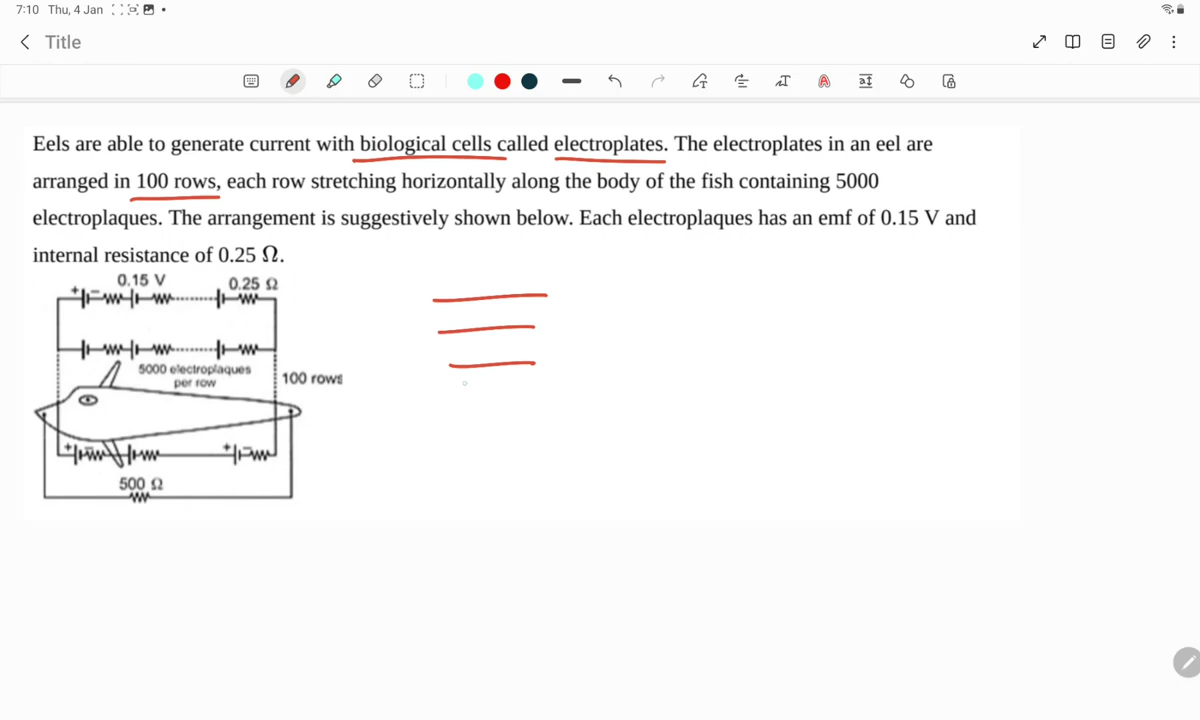 7:10 Thu, 4 Jan
Title
Eels are able to generate current with biological cells called electroplates. The electroplates in an eel are
arranged in 100 rows, each row stretching horizontally along the body of the fish containing 5000
electroplaques. The arrangement is suggestively shown below. Each electroplaques has an emf of 0.15 V and
internal resistance of 0.25 Ω.
+ − 0.15 V 0.25 Ω
5000 electroplaques
per row
100 rows
+ − + −
500 Ω